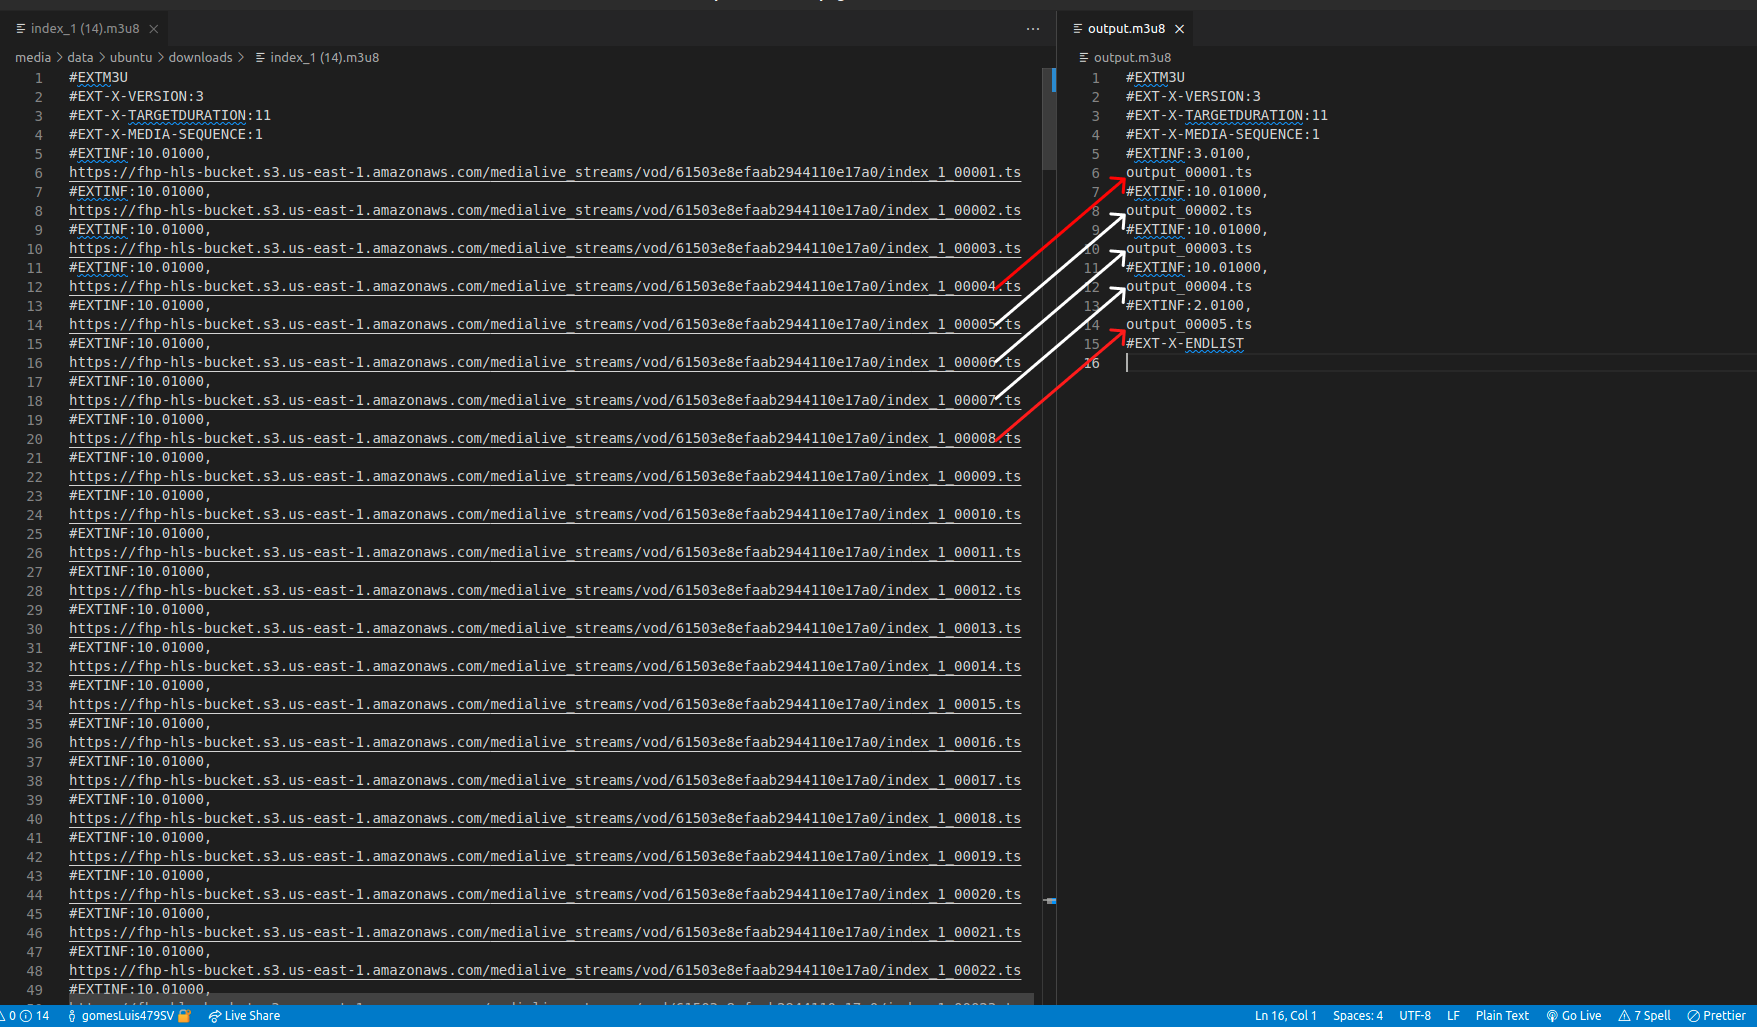 index_1 (14).m3u8
media > data > ubuntu > downloads > index_1 (14).m3u8
1 #EXTM3U
2 #EXT-X-VERSION:3
3 #EXT-X-TARGETDURATION:11
4 #EXT-X-MEDIA-SEQUENCE:1
5 #EXTINF:10.01000,
6 https://fhp-hls-bucket.s3.us-east-1.amazonaws.com/medialive_streams/vod/61503e8efaab2944110e17a0/index_1_00001.ts
7 #EXTINF:10.01000,
8 https://fhp-hls-bucket.s3.us-east-1.amazonaws.com/medialive_streams/vod/61503e8efaab2944110e17a0/index_1_00002.ts
9 #EXTINF:10.01000,
10 https://fhp-hls-bucket.s3.us-east-1.amazonaws.com/medialive_streams/vod/61503e8efaab2944110e17a0/index_1_00003.ts
11 #EXTINF:10.01000,
12 https://fhp-hls-bucket.s3.us-east-1.amazonaws.com/medialive_streams/vod/61503e8efaab2944110e17a0/index_1_00004.ts
13 #EXTINF:10.01000,
14 https://fhp-hls-bucket.s3.us-east-1.amazonaws.com/medialive_streams/vod/61503e8efaab2944110e17a0/index_1_00005.ts
15 #EXTINF:10.01000,
16 https://fhp-hls-bucket.s3.us-east-1.amazonaws.com/medialive_streams/vod/61503e8efaab2944110e17a0/index_1_00006.ts
17 #EXTINF:10.01000,
18 https://fhp-hls-bucket.s3.us-east-1.amazonaws.com/medialive_streams/vod/61503e8efaab2944110e17a0/index_1_00007.ts
19 #EXTINF:10.01000,
20 https://fhp-hls-bucket.s3.us-east-1.amazonaws.com/medialive_streams/vod/61503e8efaab2944110e17a0/index_1_00008.ts
21 #EXTINF:10.01000,
22 https://fhp-hls-bucket.s3.us-east-1.amazonaws.com/medialive_streams/vod/61503e8efaab2944110e17a0/index_1_00009.ts
23 #EXTINF:10.01000,
24 https://fhp-hls-bucket.s3.us-east-1.amazonaws.com/medialive_streams/vod/61503e8efaab2944110e17a0/index_1_00010.ts
25 #EXTINF:10.01000,
26 https://fhp-hls-bucket.s3.us-east-1.amazonaws.com/medialive_streams/vod/61503e8efaab2944110e17a0/index_1_00011.ts
27 #EXTINF:10.01000,
28 https://fhp-hls-bucket.s3.us-east-1.amazonaws.com/medialive_streams/vod/61503e8efaab2944110e17a0/index_1_00012.ts
29 #EXTINF:10.01000,
30 https://fhp-hls-bucket.s3.us-east-1.amazonaws.com/medialive_streams/vod/61503e8efaab2944110e17a0/index_1_00013.ts
31 #EXTINF:10.01000,
32 https://fhp-hls-bucket.s3.us-east-1.amazonaws.com/medialive_streams/vod/61503e8efaab2944110e17a0/index_1_00014.ts
33 #EXTINF:10.01000,
34 https://fhp-hls-bucket.s3.us-east-1.amazonaws.com/medialive_streams/vod/61503e8efaab2944110e17a0/index_1_00015.ts
35 #EXTINF:10.01000,
36 https://fhp-hls-bucket.s3.us-east-1.amazonaws.com/medialive_streams/vod/61503e8efaab2944110e17a0/index_1_00016.ts
37 #EXTINF:10.01000,
38 https://fhp-hls-bucket.s3.us-east-1.amazonaws.com/medialive_streams/vod/61503e8efaab2944110e17a0/index_1_00017.ts
39 #EXTINF:10.01000,
40 https://fhp-hls-bucket.s3.us-east-1.amazonaws.com/medialive_streams/vod/61503e8efaab2944110e17a0/index_1_00018.ts
41 #EXTINF:10.01000,
42 https://fhp-hls-bucket.s3.us-east-1.amazonaws.com/medialive_streams/vod/61503e8efaab2944110e17a0/index_1_00019.ts
43 #EXTINF:10.01000,
44 https://fhp-hls-bucket.s3.us-east-1.amazonaws.com/medialive_streams/vod/61503e8efaab2944110e17a0/index_1_00020.ts
45 #EXTINF:10.01000,
46 https://fhp-hls-bucket.s3.us-east-1.amazonaws.com/medialive_streams/vod/61503e8efaab2944110e17a0/index_1_00021.ts
47 #EXTINF:10.01000,
48 https://fhp-hls-bucket.s3.us-east-1.amazonaws.com/medialive_streams/vod/61503e8efaab2944110e17a0/index_1_00022.ts
49 #EXTINF:10.01000,
output.m3u8
output.m3u8
1 #EXTM3U
2 #EXT-X-VERSION:3
3 #EXT-X-TARGETDURATION:11
4 #EXT-X-MEDIA-SEQUENCE:1
5 #EXTINF:3.0100,
6 output_00001.ts
7 #EXTINF:10.01000,
8 output_00002.ts
9 #EXTINF:10.01000,
10 output_00003.ts
11 #EXTINF:10.01000,
12 output_00004.ts
13 #EXTINF:2.0100,
14 output_00005.ts
15 #EXT-X-ENDLIST
16
0 14 gomesLuis479SV Live Share Ln 16, Col 1 Spaces: 4 UTF-8 LF Plain Text Go Live 7 Spell Prettier